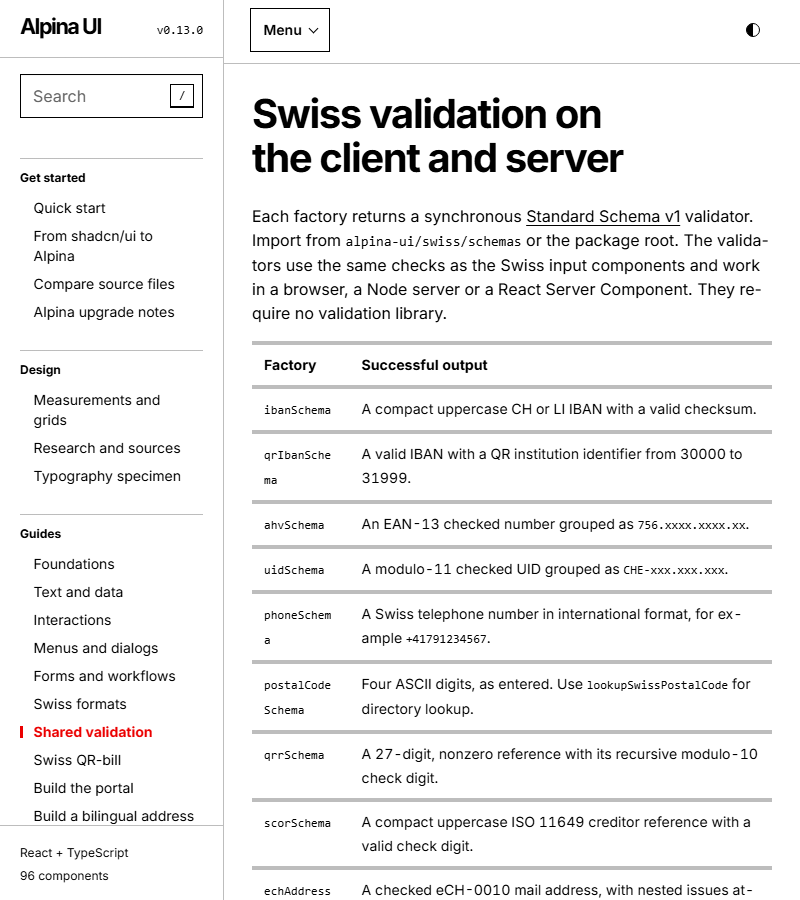 Alpina UI
v0.13.0
Search
/
Get started
Quick start
From shadcn/ui to
Alpina
Compare source files
Alpina upgrade notes
Design
Measurements and
grids
Research and sources
Typography specimen
Guides
Foundations
Text and data
Interactions
Menus and dialogs
Forms and workflows
Swiss formats
Shared validation
Swiss QR-bill
Build the portal
Build a bilingual address
React + TypeScript
96 components
Menu
Swiss validation on
the client and server
Each factory returns a synchronous Standard Schema v1 validator.
Import from alpina-ui/swiss/schemas or the package root. The valida-
tors use the same checks as the Swiss input components and work
in a browser, a Node server or a React Server Component. They re-
quire no validation library.
Factory Successful output
ibanSchema A compact uppercase CH or LI IBAN with a valid checksum.
qrIbanSche A valid IBAN with a QR institution identifier from 30000 to
ma 31999.
ahvSchema An EAN-13 checked number grouped as 756.xxxx.xxxx.xx.
uidSchema A modulo-11 checked UID grouped as CHE-xxx.xxx.xxx.
phoneSchem A Swiss telephone number in international format, for ex-
a ample +41791234567.
postalCode Four ASCII digits, as entered. Use lookupSwissPostalCode for
Schema directory lookup.
qrrSchema A 27-digit, nonzero reference with its recursive modulo-10
check digit.
scorSchema A compact uppercase ISO 11649 creditor reference with a
valid check digit.
echAddress A checked eCH-0010 mail address, with nested issues at-